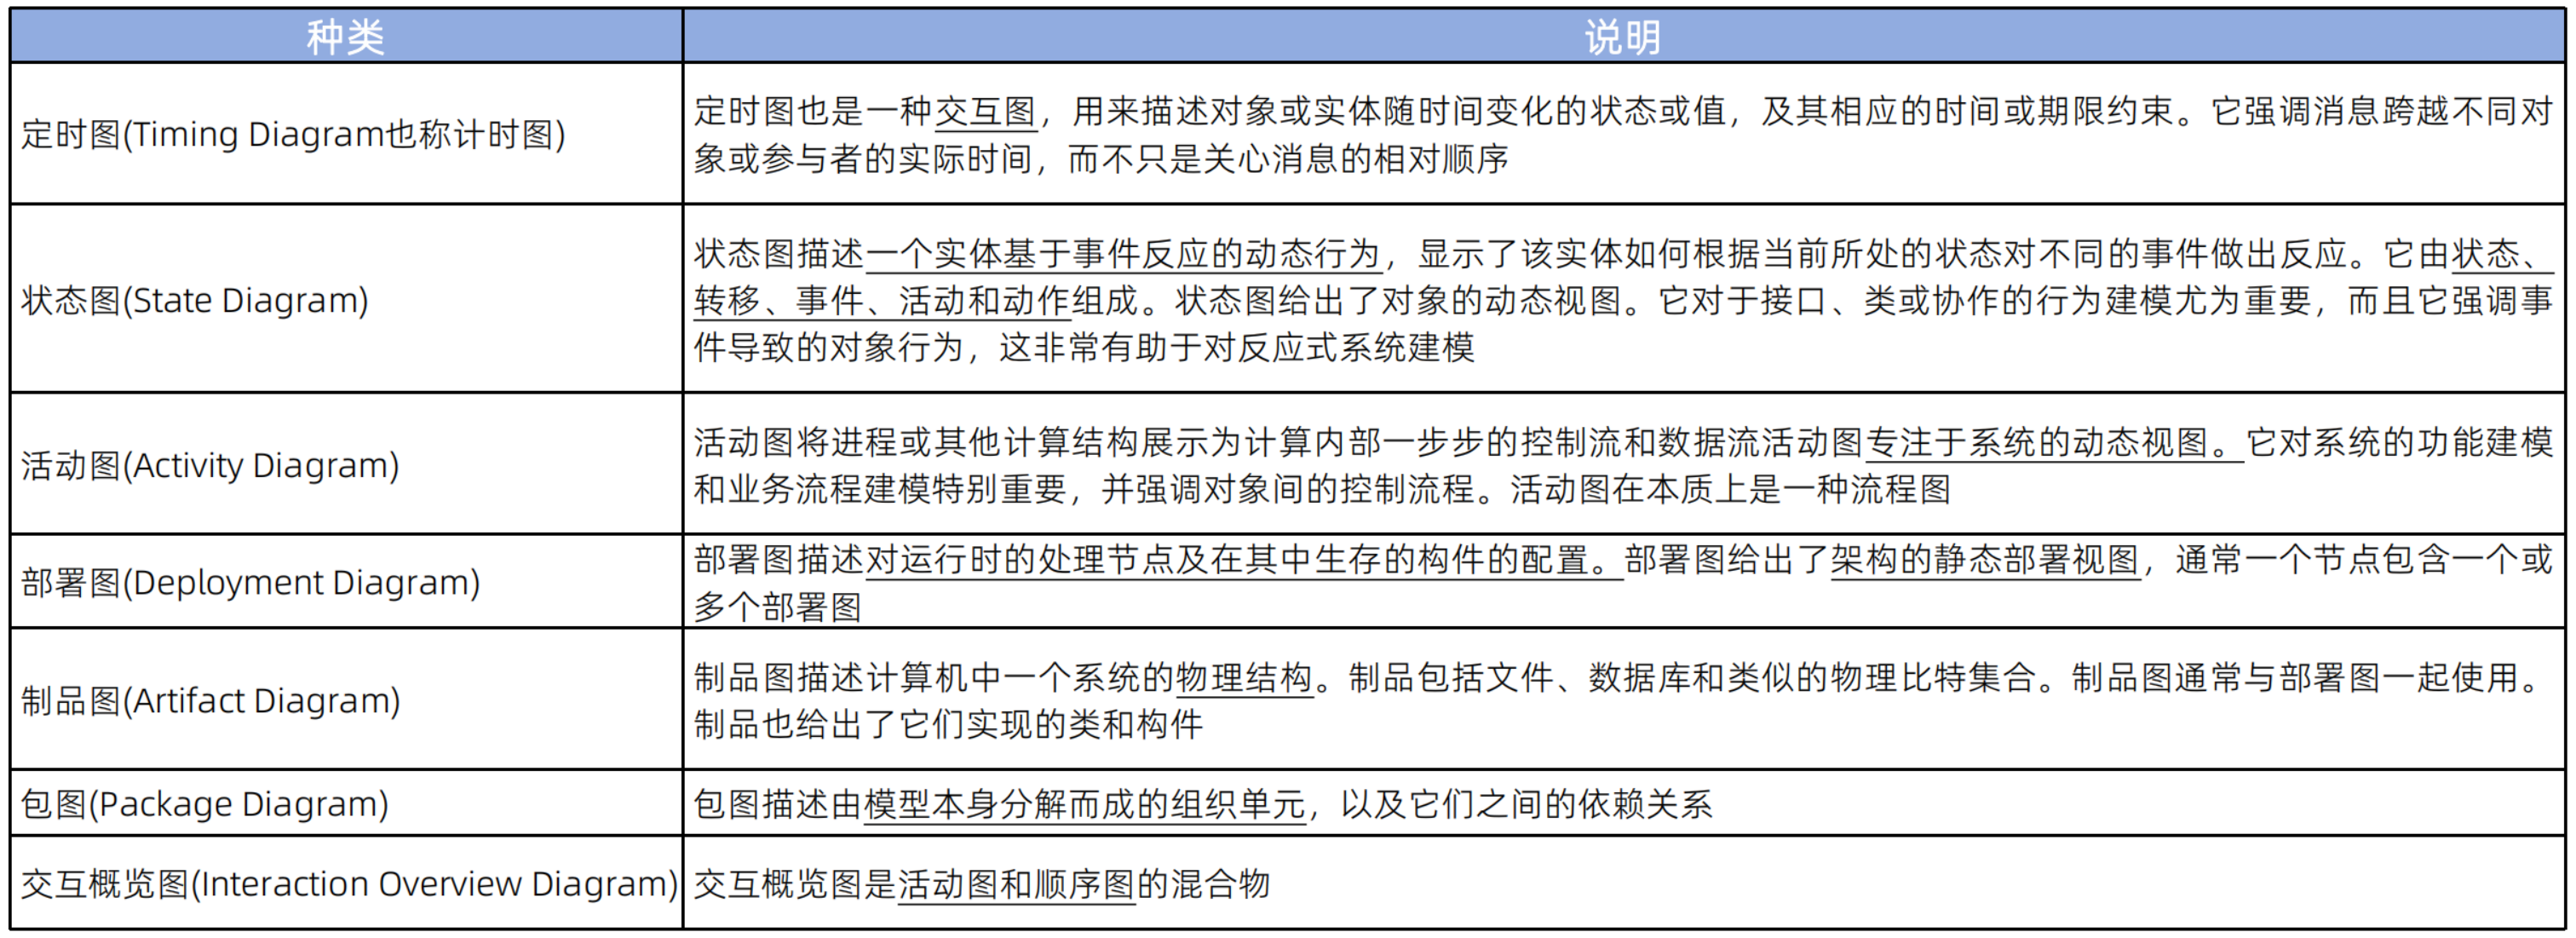 种类
说明
定时图(Timing Diagram也称计时图)
定时图也是一种交互图，用来描述对象或实体随时间变化的状态或值，及其相应的时间或期限约束。它强调消息跨越不同对
象或参与者的实际时间，而不只是关心消息的相对顺序
状态图(State Diagram)
状态图描述一个实体基于事件反应的动态行为，显示了该实体如何根据当前所处的状态对不同的事件做出反应。它由状态、
转移、事件、活动和动作组成。状态图给出了对象的动态视图。它对于接口、类或协作的行为建模尤为重要，而且它强调事
件导致的对象行为，这非常有助于对反应式系统建模
活动图(Activity Diagram)
活动图将进程或其他计算结构展示为计算内部一步步的控制流和数据流活动图专注于系统的动态视图。它对系统的功能建模
和业务流程建模特别重要，并强调对象间的控制流程。活动图在本质上是一种流程图
部署图(Deployment Diagram)
部署图描述对运行时的处理节点及在其中生存的构件的配置。部署图给出了架构的静态部署视图，通常一个节点包含一个或
多个部署图
制品图(Artifact Diagram)
制品图描述计算机中一个系统的物理结构。制品包括文件、数据库和类似的物理比特集合。制品图通常与部署图一起使用。
制品也给出了它们实现的类和构件
包图(Package Diagram)
包图描述由模型本身分解而成的组织单元，以及它们之间的依赖关系
交互概览图(Interaction Overview Diagram)
交互概览图是活动图和顺序图的混合物